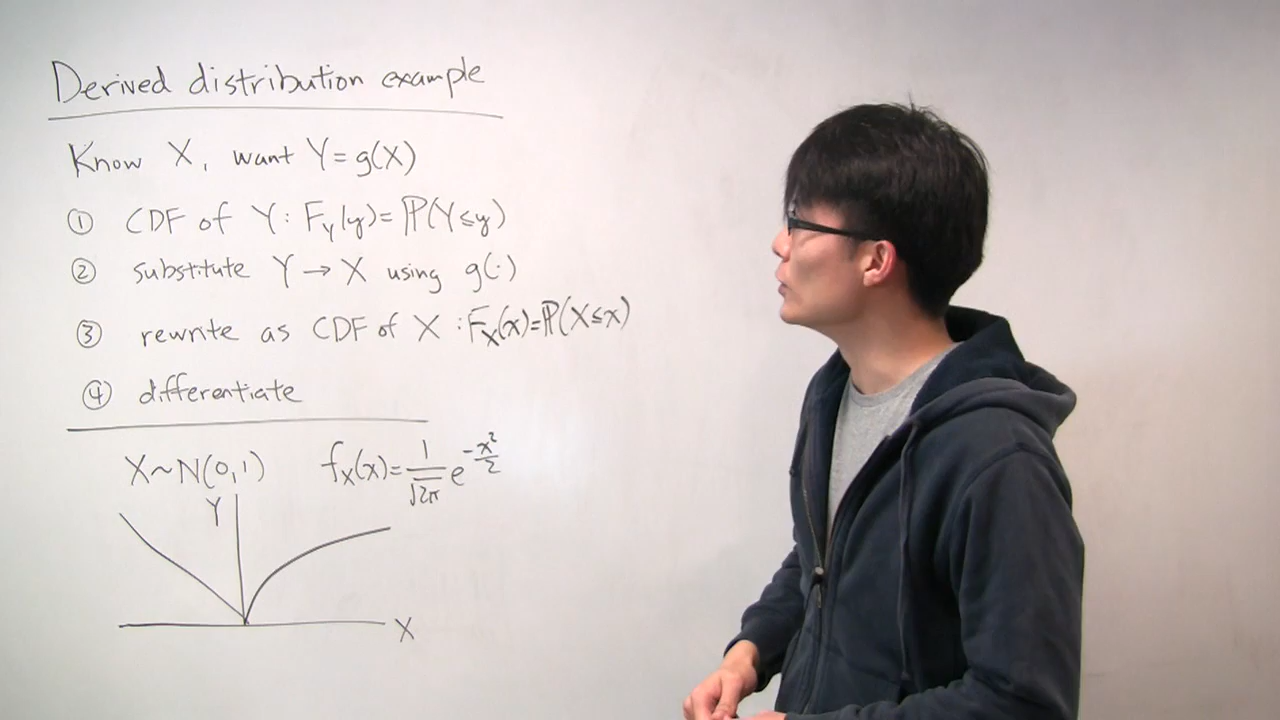 Derived distribution example
Know X, want Y=g(X)
① CDF of Y: F_Y(y)=ℙ(Y≤y)
② substitute Y→X using g(·)
③ rewrite as CDF of X: F_X(x)=ℙ(X≤x)
④ differentiate
X~N(0,1) f_X(x)=1/√2π e^-x²/2
Y
X